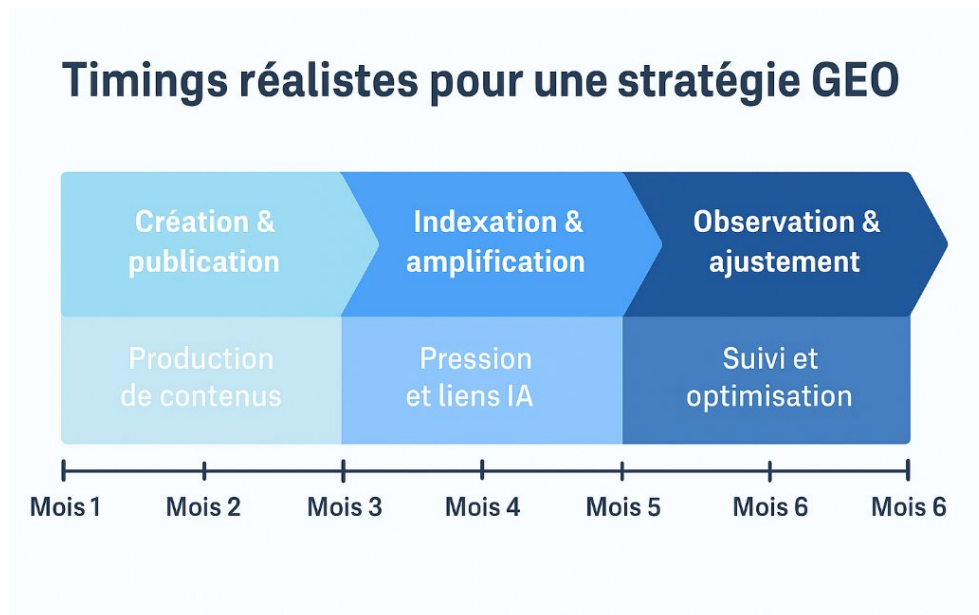 Timings réalistes pour une stratégie GEO
Création &
publication
Indexation &
amplification
Observation &
ajustement
Production
de contenus
Pression
et liens IA
Suivi et
optimisation
Mois 1
Mois 2
Mois 3
Mois 4
Mois 5
Mois 6
Mois 6